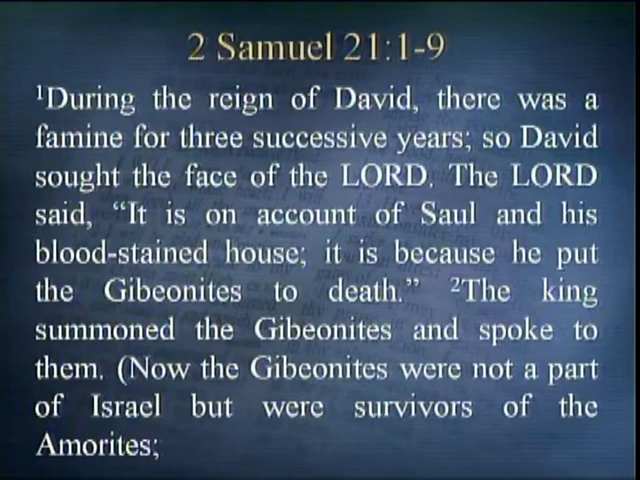 2 Samuel 21:1-9
¹During the reign of David, there was a
famine for three successive years; so David
sought the face of the LORD. The LORD
said, “It is on account of Saul and his
blood-stained house; it is because he put
the Gibeonites to death.” ²The king
summoned the Gibeonites and spoke to
them. (Now the Gibeonites were not a part
of Israel but were survivors of the
Amorites;